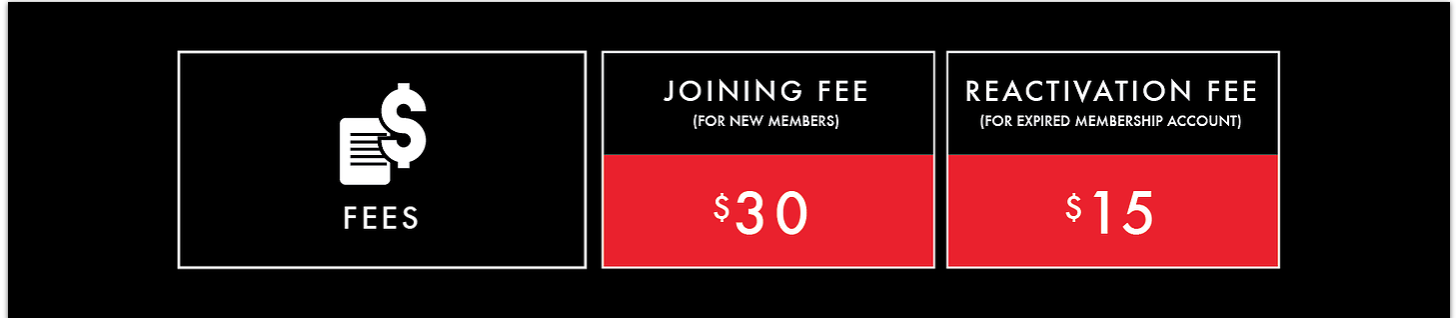 FEES
JOINING FEE
(FOR NEW MEMBERS)
$30
REACTIVATION FEE
(FOR EXPIRED MEMBERSHIP ACCOUNT)
$15